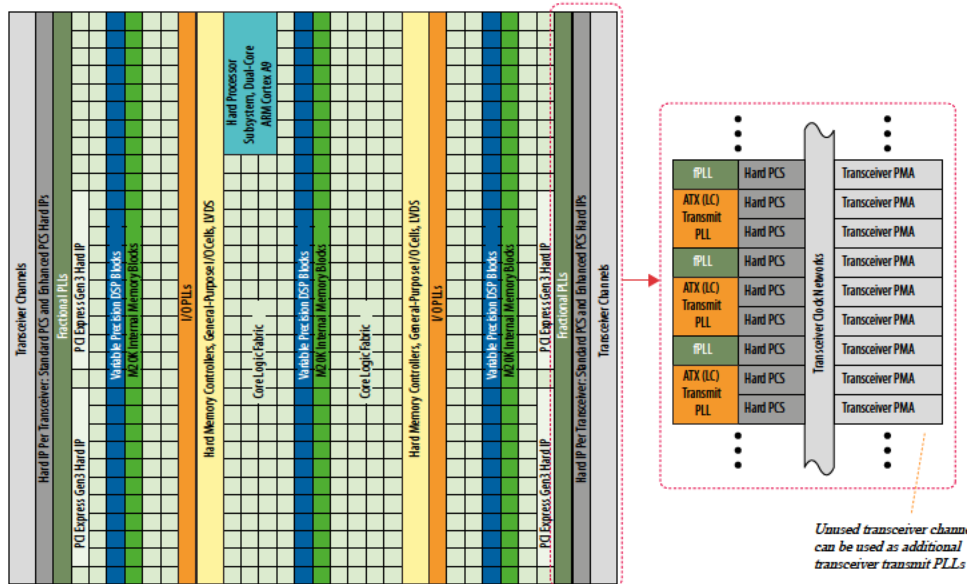 Transceiver Channels
Hard IP Per Transceiver: Standard PCS and Enhanced PCS Hard IPs
Fractional PLLs
PCI Express Gen3 Hard IP
PCI Express Gen3 Hard IP
Variable Precision DSP Blocks
M20K Internal Memory Blocks
I/O PLLs
Hard Memory Controllers, General-Purpose I/O Cells, LVDS
Hard Processor
Subsystem, Dual-Core
ARM Cortex A9
Core Logic Fabric
Variable Precision DSP Blocks
M20K Internal Memory Blocks
Core Logic Fabric
Hard Memory Controllers, General-Purpose I/O Cells, LVDS
I/O PLLs
Variable Precision DSP Blocks
M20K Internal Memory Blocks
PCI Express Gen3 Hard IP
PCI Express Gen3 Hard IP
Fractional PLLs
Hard IP Per Transceiver: Standard PCS and Enhanced PCS Hard IPs
Transceiver Channels
fPLL
ATX (LC)
Transmit
PLL
fPLL
ATX (LC)
Transmit
PLL
fPLL
ATX (LC)
Transmit
PLL
Hard PCS
Hard PCS
Hard PCS
Hard PCS
Hard PCS
Hard PCS
Hard PCS
Hard PCS
Hard PCS
Transceiver Clock Networks
Transceiver PMA
Transceiver PMA
Transceiver PMA
Transceiver PMA
Transceiver PMA
Transceiver PMA
Transceiver PMA
Transceiver PMA
Transceiver PMA
Unused transceiver
can be used as additional
transceiver transmit PLLs